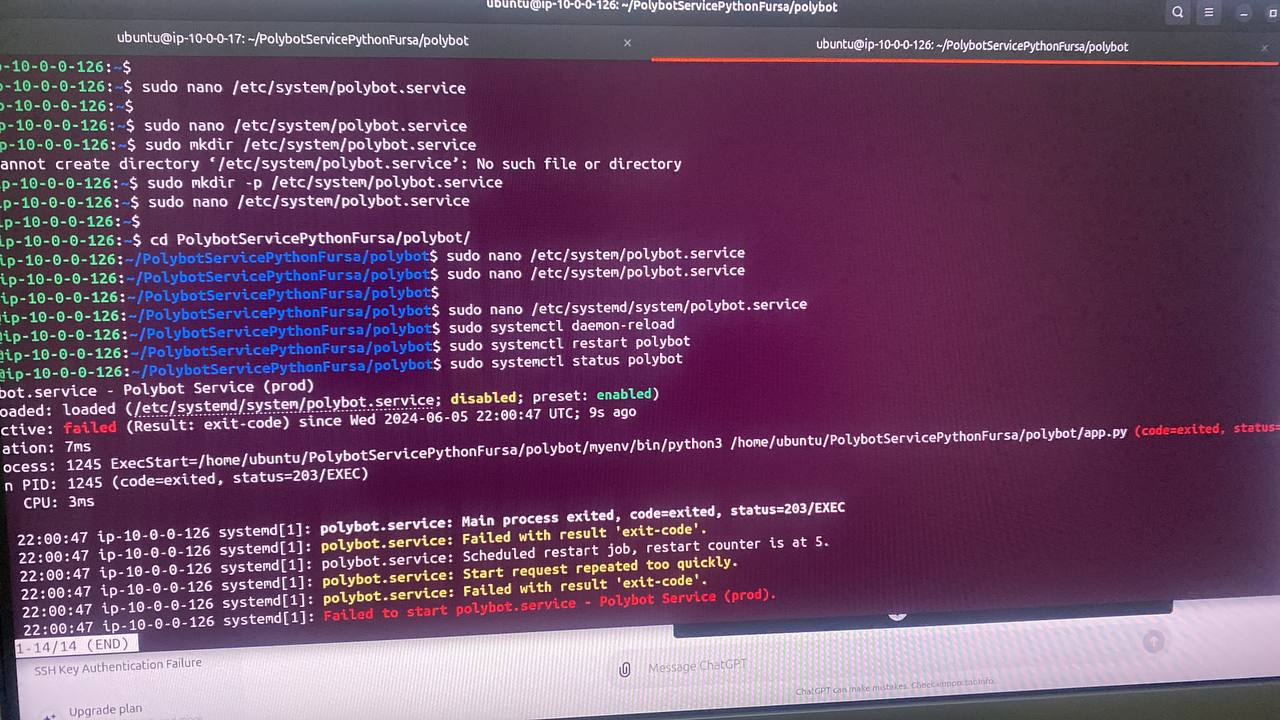 ubuntu@ip-10-0-0-126: ~/PolybotServicePythonFursa/polybot
ubuntu@ip-10-0-0-17: ~/PolybotServicePythonFursa/polybot
ubuntu@ip-10-0-0-126: ~/PolybotServicePythonFursa/polybot
-10-0-0-126:~$
p-10-0-0-126:~$ sudo nano /etc/system/polybot.service
p-10-0-0-126:~$
p-10-0-0-126:~$ sudo nano /etc/system/polybot.service
p-10-0-0-126:~$ sudo mkdir /etc/system/polybot.service
annot create directory ‘/etc/system/polybot.service’: No such file or directory
p-10-0-0-126:~$ sudo mkdir -p /etc/system/polybot.service
ip-10-0-0-126:~$ sudo nano /etc/system/polybot.service
ip-10-0-0-126:~$
ip-10-0-0-126:~$ cd PolybotServicePythonFursa/polybot/
ip-10-0-0-126:~/PolybotServicePythonFursa/polybot$ sudo nano /etc/system/polybot.service
ip-10-0-0-126:~/PolybotServicePythonFursa/polybot$ sudo nano /etc/system/polybot.service
ip-10-0-0-126:~/PolybotServicePythonFursa/polybot$
@ip-10-0-0-126:~/PolybotServicePythonFursa/polybot$ sudo nano /etc/systemd/system/polybot.service
@ip-10-0-0-126:~/PolybotServicePythonFursa/polybot$ sudo systemctl daemon-reload
@ip-10-0-0-126:~/PolybotServicePythonFursa/polybot$ sudo systemctl restart polybot
@ip-10-0-0-126:~/PolybotServicePythonFursa/polybot$ sudo systemctl status polybot
bot.service - Polybot Service (prod)
oaded: loaded (/etc/systemd/system/polybot.service; disabled; preset: enabled)
ctive: failed (Result: exit-code) since Wed 2024-06-05 22:00:47 UTC; 9s ago
ation: 7ms
ocess: 1245 ExecStart=/home/ubuntu/PolybotServicePythonFursa/polybot/myenv/bin/python3 /home/ubuntu/PolybotServicePythonFursa/polybot/app.py (code=exited, status=
n PID: 1245 (code=exited, status=203/EXEC)
CPU: 3ms
22:00:47 ip-10-0-0-126 systemd[1]: polybot.service: Main process exited, code=exited, status=203/EXEC
22:00:47 ip-10-0-0-126 systemd[1]: polybot.service: Failed with result 'exit-code'.
22:00:47 ip-10-0-0-126 systemd[1]: polybot.service: Scheduled restart job, restart counter is at 5.
22:00:47 ip-10-0-0-126 systemd[1]: polybot.service: Start request repeated too quickly.
22:00:47 ip-10-0-0-126 systemd[1]: polybot.service: Failed with result 'exit-code'.
22:00:47 ip-10-0-0-126 systemd[1]: Failed to start polybot.service - Polybot Service (prod).
1-14/14 (END)
SSH Key Authentication Failure
Message ChatGPT
ChatGPT can make mistakes. Check
Upgrade plan